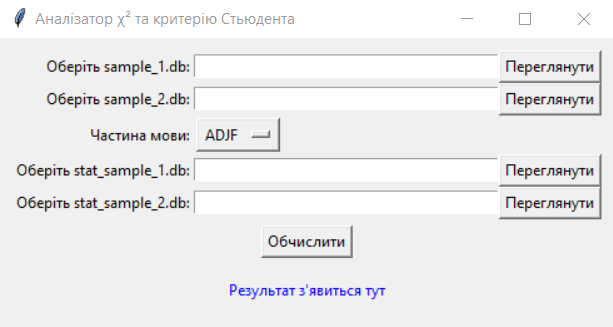 Аналізатор χ² та критерію Стьюдента
Оберіть sample_1.db: Переглянути
Оберіть sample_2.db: Переглянути
Частина мови: ADJF
Оберіть stat_sample_1.db: Переглянути
Оберіть stat_sample_2.db: Переглянути
Обчислити
Результат з'явиться тут